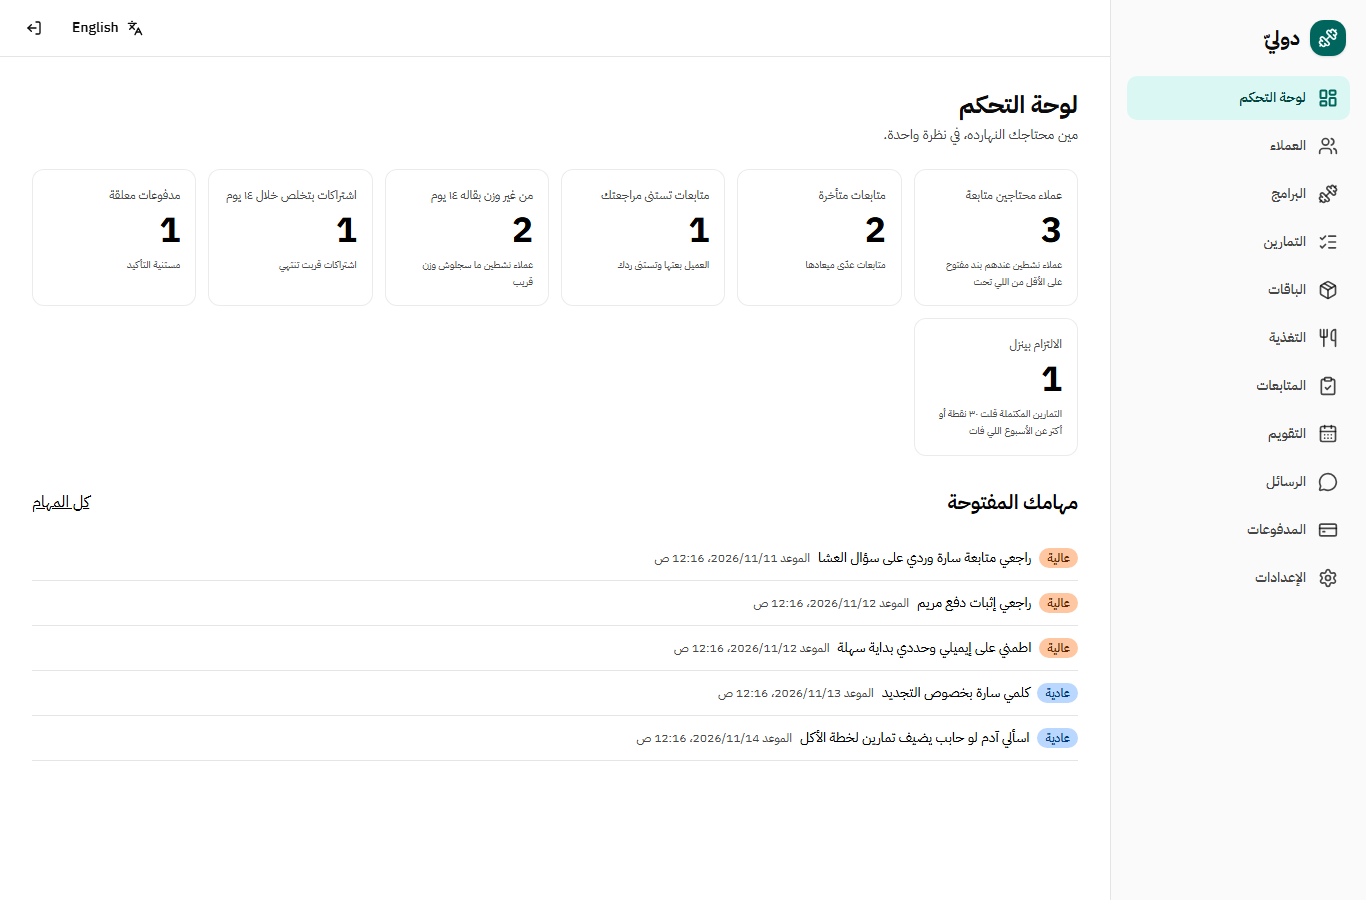 دوليّ
لوحة التحكم
العملاء
البرامج
التمارين
الباقات
التغذية
المتابعات
التقويم
الرسائل
المدفوعات
الإعدادات
English
لوحة التحكم
مين محتاجك النهارده، في نظرة واحدة.
عملاء محتاجين متابعة
3
عملاء نشطين عندهم بند مفتوح
على الأقل من اللي تحت
متابعات متأخرة
2
متابعات عدّى ميعادها
متابعات تستنى مراجعتك
1
العميل بعتها وتستنى ردك
من غير وزن بقاله ١٤ يوم
2
عملاء نشطين ما سجلوش وزن
قريب
اشتراكات بتخلص خلال ١٤ يوم
1
اشتراكات قربت تنتهي
مدفوعات معلقة
1
مستنية التأكيد
الالتزام بينزل
1
التمارين المكتملة قلت ٣٠ نقطة أو
أكتر عن الأسبوع اللي فات
مهامك المفتوحة
كل المهام
عالية راجعي متابعة سارة وردي على سؤال العشا الموعد 2026/11/11، 12:16 ص
عالية راجعي إثبات دفع مريم الموعد 2026/11/12، 12:16 ص
عالية اطمني على إيميلي وحددي بداية سهلة الموعد 2026/11/12، 12:16 ص
عادية كلمي سارة بخصوص التجديد الموعد 2026/11/13، 12:16 ص
عادية اسألي آدم لو حابب يضيف تمارين لخطة الأكل الموعد 2026/11/14، 12:16 ص